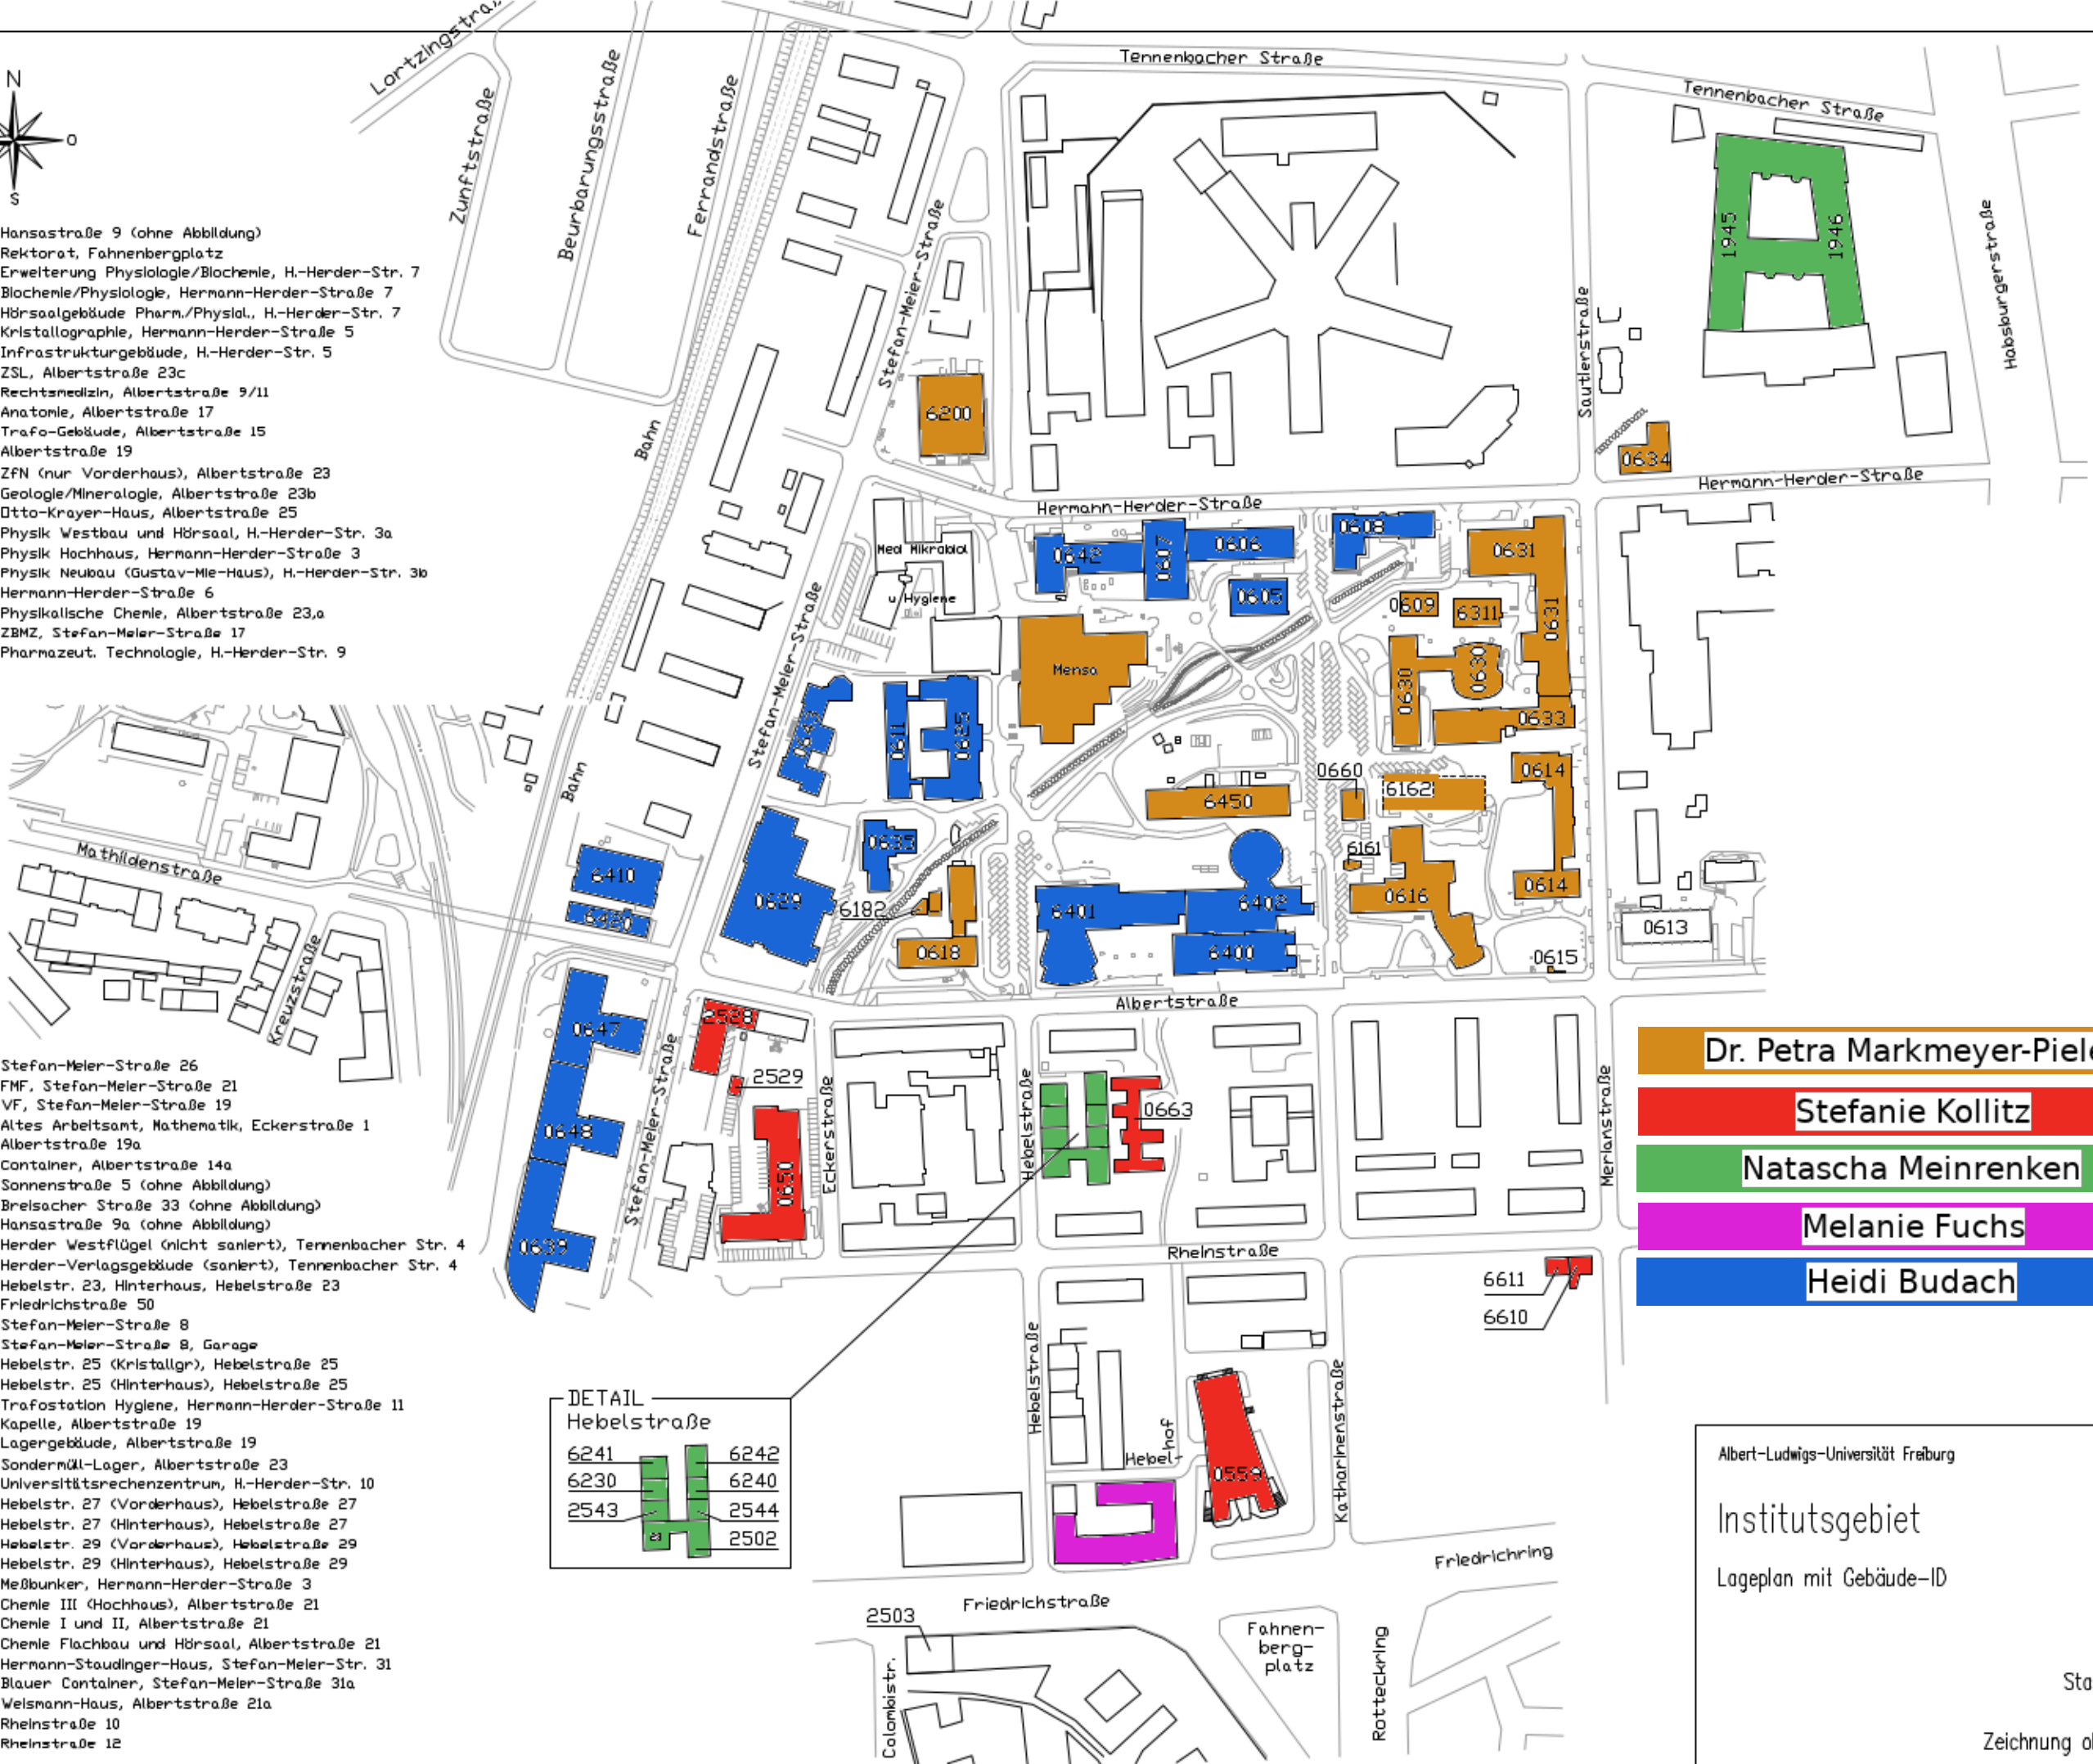 Lortzingstraß
Zunftstraße
Beurbarungsstraße
Ferrandstraße
Tennenbacher Straße
Tennenbacher Straße
N
O
S
Hansastraße 9 (ohne Abbildung)
Rektorat, Fahnenbergplatz
Erweiterung Physiologie/Biochemie, H.-Herder-Str. 7
Biochemie/Physiologie, Hermann-Herder-Straße 7
Hörsaalgebäude Pharm./Physiol., H.-Herder-Str. 7
Kristallographie, Hermann-Herder-Straße 5
Infrastrukturgebäude, H.-Herder-Str. 5
ZSL, Albertstraße 23c
Rechtsmedizin, Albertstraße 9/11
Anatomie, Albertstraße 17
Trafo-Gebäude, Albertstraße 15
Albertstraße 19
ZfN (nur Vorderhaus), Albertstraße 23
Geologie/Mineralogie, Albertstraße 23b
Otto-Krayer-Haus, Albertstraße 25
Physik Westbau und Hörsaal, H.-Herder-Str. 3a
Physik Hochhaus, Hermann-Herder-Straße 3
Physik Neubau (Gustav-Mie-Haus), H.-Herder-Str. 3b
Hermann-Herder-Straße 6
Physikalische Chemie, Albertstraße 23,a
ZBMZ, Stefan-Meier-Straße 17
Pharmazeut. Technologie, H.-Herder-Str. 9
Stefan-Meier-Straße
Stefan-Meier-Straße
Bahn
Bahn
Sautierstraße
Habsburgerstraße
1945
1946
6200
0634
Hermann-Herder-Straße
Hermann-Herder-Straße
Med Mikrobiol
u Hygiene
0642
0607
0606
0605
0608
0631
0631
0609
6311
0630
0630
0633
Mensa
0643
0611
0625
0660
6162
0614
6450
0635
6161
0629
6182
0618
6401
6402
6400
0616
0614
0615
0613
6410
6420
Mathildenstraße
Kreuzstraße
Albertstraße
0647
0648
0639
Stefan-Meier-Straße
2528
2529
0650
Eckerstraße
Hebelstraße
0663
Merianstraße
Rheinstraße
Dr. Petra Markmeyer-Piele
Stefanie Kollitz
Natascha Meinrenken
Melanie Fuchs
Heidi Budach
6611
6610
Stefan-Meier-Straße 26
FMF, Stefan-Meier-Straße 21
VF, Stefan-Meier-Straße 19
Altes Arbeitsamt, Mathematik, Eckerstraße 1
Albertstraße 19a
Container, Albertstraße 14a
Sonnenstraße 5 (ohne Abbildung)
Breisacher Straße 33 (ohne Abbildung)
Hansastraße 9a (ohne Abbildung)
Herder Westflügel (nicht saniert), Tennenbacher Str. 4
Herder-Verlagsgebäude (saniert), Tennenbacher Str. 4
Hebelstr. 23, Hinterhaus, Hebelstraße 23
Friedrichstraße 50
Stefan-Meier-Straße 8
Stefan-Meier-Straße 8, Garage
Hebelstr. 25 (Kristallgr), Hebelstraße 25
Hebelstr. 25 (Hinterhaus), Hebelstraße 25
Trafostation Hygiene, Hermann-Herder-Straße 11
Kapelle, Albertstraße 19
Lagergebäude, Albertstraße 19
Sondermüll-Lager, Albertstraße 23
Universitätsrechenzentrum, H.-Herder-Str. 10
Hebelstr. 27 (Vorderhaus), Hebelstraße 27
Hebelstr. 27 (Hinterhaus), Hebelstraße 27
Hebelstr. 29 (Vorderhaus), Hebelstraße 29
Hebelstr. 29 (Hinterhaus), Hebelstraße 29
Meßbunker, Hermann-Herder-Straße 3
Chemie III (Hochhaus), Albertstraße 21
Chemie I und II, Albertstraße 21
Chemie Flachbau und Hörsaal, Albertstraße 21
Hermann-Staudinger-Haus, Stefan-Meier-Str. 31
Blauer Container, Stefan-Meier-Straße 31a
Weismann-Haus, Albertstraße 21a
Rheinstraße 10
Rheinstraße 12
DETAIL
Hebelstraße
6241
6242
6230
6240
2543
2544
23
2502
Hebelstraße
Hebel-
hof
0559
Katharinenstraße
Friedrichring
Friedrichstraße
2503
Colombistr.
Fahnen-
berg-
platz
Rotteckring
Albert-Ludwigs-Universität Freiburg
Institutsgebiet
Lageplan mit Gebäude-ID
Sta
Zeichnung o